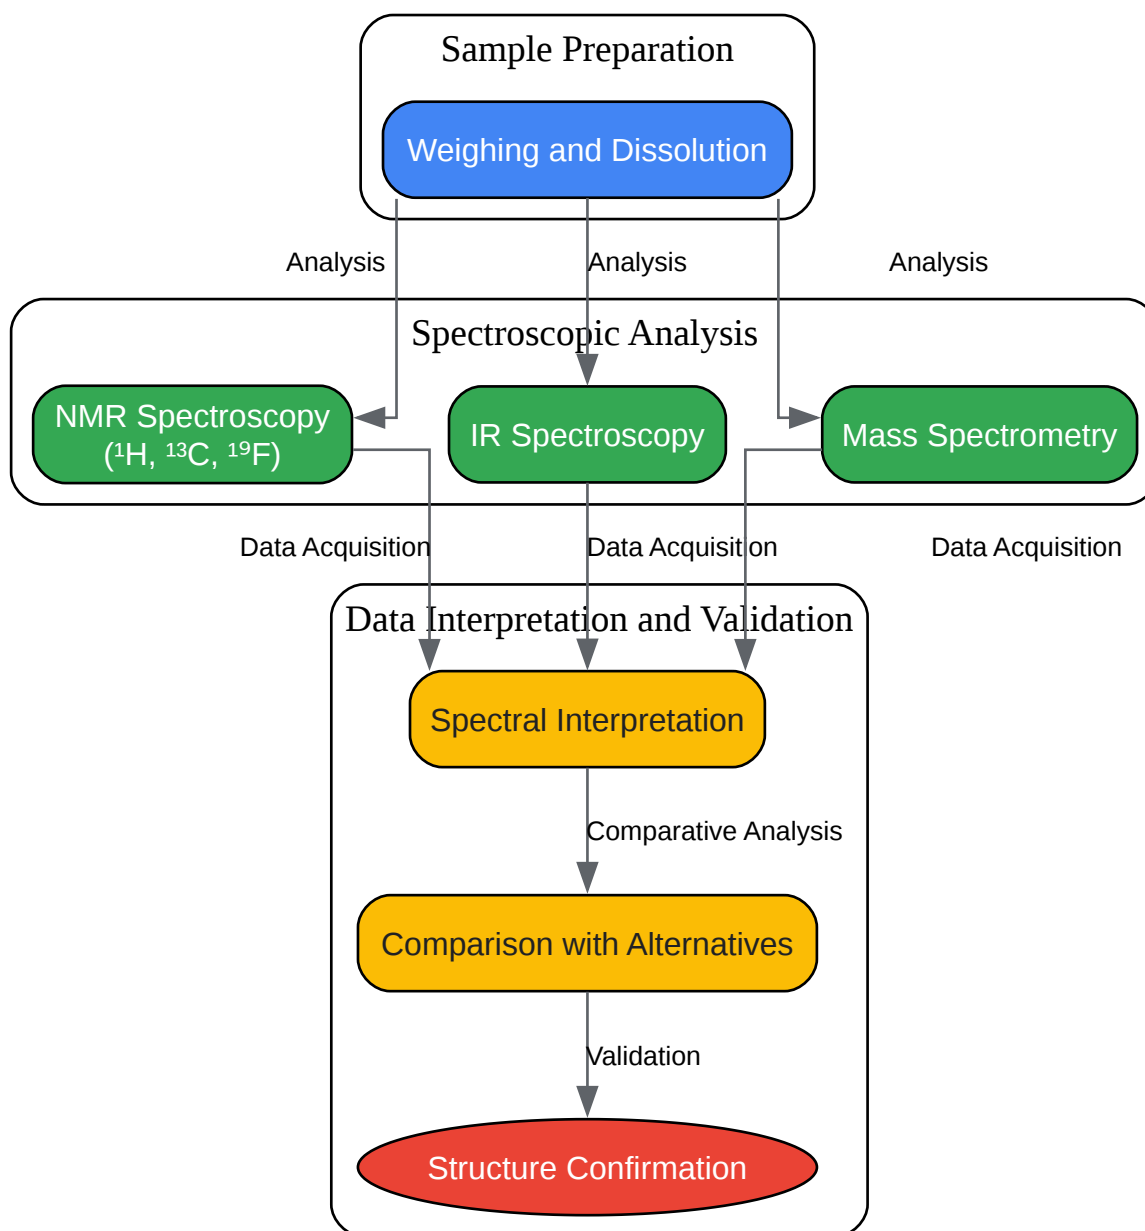 Sample Preparation
Weighing and Dissolution
Analysis
Analysis
Analysis
Spectroscopic Analysis
NMR Spectroscopy
(¹H, ¹³C, ¹⁹F)
IR Spectroscopy
Mass Spectrometry
Data Acquisition
Data Acquisition
Data Acquisition
Data Interpretation and Validation
Spectral Interpretation
Comparative Analysis
Comparison with Alternatives
Validation
Structure Confirmation